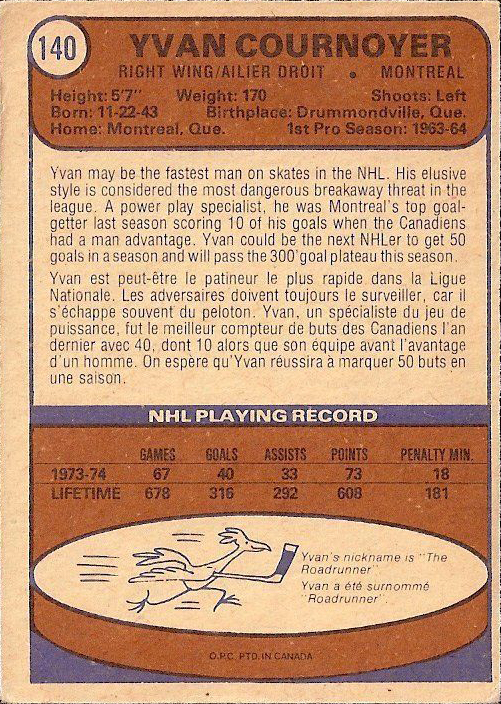 140
YVAN COURNOYER
RIGHT WING/AILIER DROIT • MONTREAL
Height: 5'7" Weight: 170 Shoots: Left
Born: 11-22-43 Birthplace: Drummondville, Que.
Home: Montreal, Que. 1st Pro Season: 1963-64
Yvan may be the fastest man on skates in the NHL. His elusive
style is considered the most dangerous breakaway threat in the
league. A power play specialist, he was Montreal's top goal-
getter last season scoring 10 of his goals when the Canadiens
had a man advantage. Yvan could be the next NHLer to get 50
goals in a season and will pass the 300 goal plateau this season.
Yvan est peut-être le patineur le plus rapide dans la Ligue
Nationale. Les adversaires doivent toujours le surveiller, car il
s'échappe souvent du peloton. Yvan, un spécialiste du jeu de
puissance, fut le meilleur compteur de buts des Canadiens l'an
dernier avec 40, dont 10 alors que son équipe avant l'avantage
d'un homme. On espère qu'Yvan réussira à marquer 50 buts en
une saison.
NHL PLAYING RECORD
GAMES GOALS ASSISTS POINTS PENALTY MIN.
1973-74 67 40 33 73 18
LIFETIME 678 316 292 608 181
Yvan's nickname is "The
Roadrunner".
Yvan a été surnommé
"Roadrunner".
O.P.C. PTD. IN CANADA